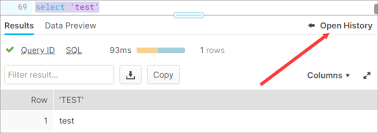 69 select 'test'
Results Data Preview Open History
Query ID SQL 93ms 1 rows
Filter result... Copy Columns
Row 'TEST'
1 test